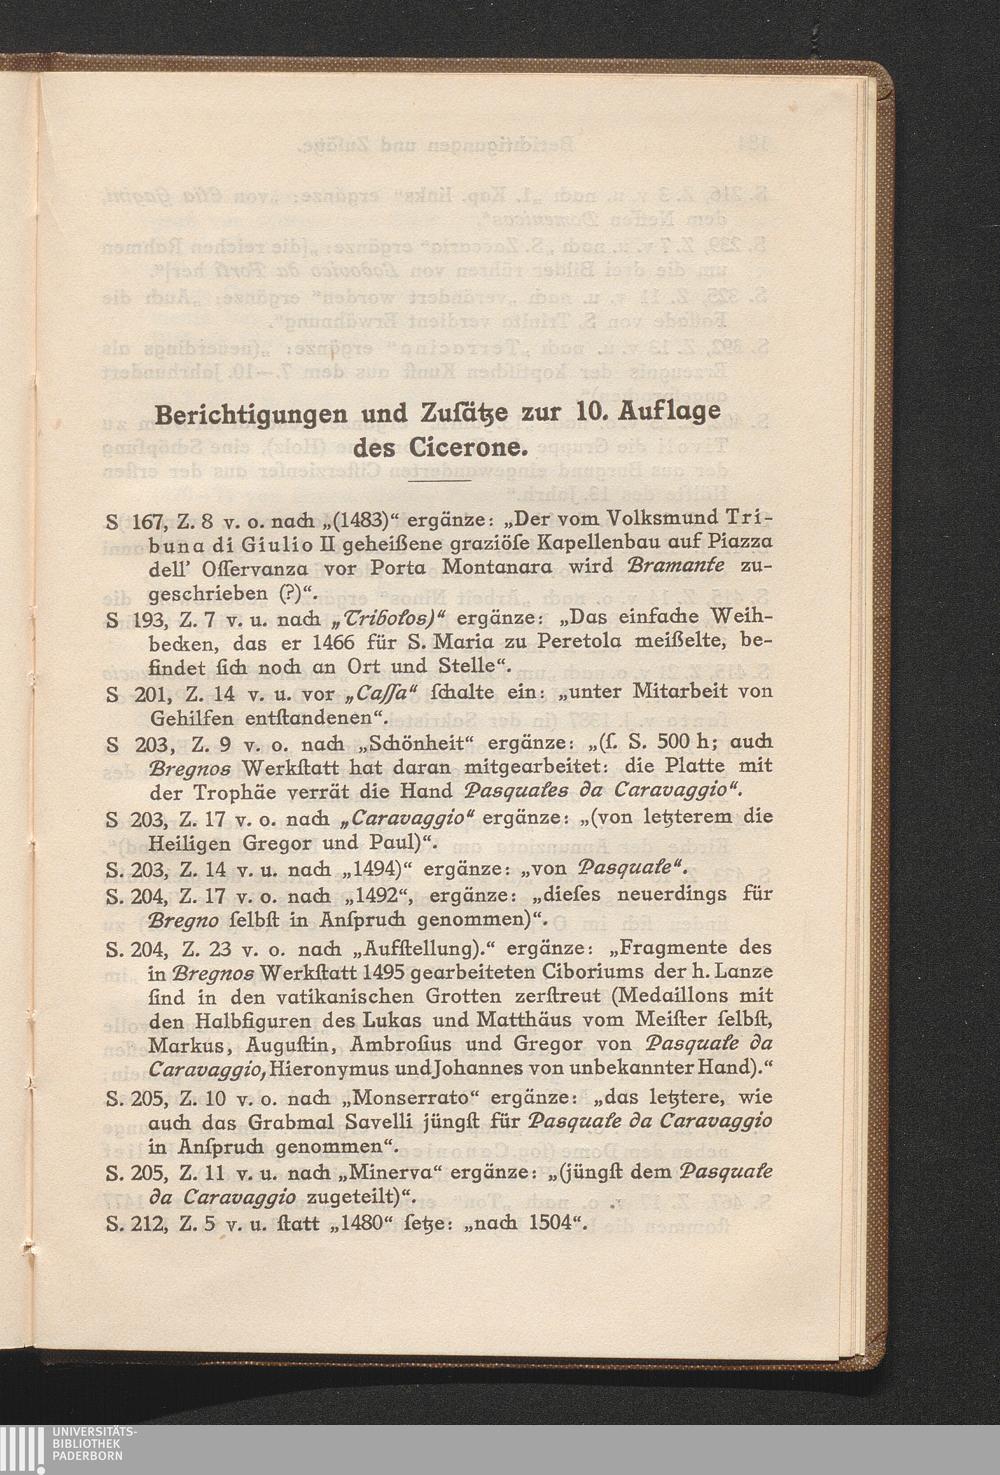 Berichtigungen und Zuſätze zur 10. Auflage
des Cicerone.
S 167, Z. 8 v. o. nach „(1483)“ ergänze: „Der vom Volksmund Tri-
buna di Giulio II geheißene graziöſe Kapellenbau auf Piazza
dell' Oſſervanza vor Porta Montanara wird Bramante zu-
geschrieben (?)“.
S 193, Z. 7 v. u. nach „Tribolos)“ ergänze: „Das einfache Weih-
becken, das er 1466 für S. Maria zu Peretola meißelte, be-
findet ſich noch an Ort und Stelle“.
S 201, Z. 14 v. u. vor „Caſſa“ ſchalte ein: „unter Mitarbeit von
Gehilfen entſtandenen“.
S 203, Z. 9 v. o. nach „Schönheit“ ergänze: „(ſ. S. 500 h; auch
Bregnos Werkſtatt hat daran mitgearbeitet: die Platte mit
der Trophäe verrät die Hand Pasquales da Caravaggio“.
S 203, Z. 17 v. o. nach „Caravaggio“ ergänze: „(von letzterem die
Heiligen Gregor und Paul)“.
S. 203, Z. 14 v. u. nach „1494)“ ergänze: „von Pasquale“.
S. 204, Z. 17 v. o. nach „1492“, ergänze: „dieſes neuerdings für
Bregno ſelbſt in Anſpruch genommen)“.
S. 204, Z. 23 v. o. nach „Aufſtellung).“ ergänze: „Fragmente des
in Bregnos Werkſtatt 1495 gearbeiteten Ciboriums der h. Lanze
ſind in den vatikanischen Grotten zerſtreut (Medaillons mit
den Halbfiguren des Lukas und Matthäus vom Meiſter ſelbſt,
Markus, Auguſtin, Ambroſius und Gregor von Pasquale da
Caravaggio, Hieronymus und Johannes von unbekannter Hand).“
S. 205, Z. 10 v. o. nach „Monserrato“ ergänze: „das letztere, wie
auch das Grabmal Savelli jüngſt für Pasquale da Caravaggio
in Anſpruch genommen“.
S. 205, Z. 11 v. u. nach „Minerva“ ergänze: „(jüngſt dem Pasquale
da Caravaggio zugeteilt)“.
S. 212, Z. 5 v. u. ſtatt „1480“ ſetze: „nach 1504“.
UNIVERSITÄTS-
BIBLIOTHEK
PADERBORN